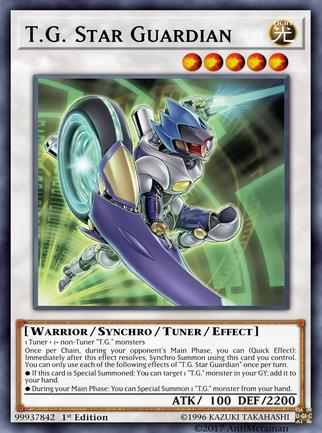 T.G. Star Guardian
LIGHT
光
[Warrior / Synchro / Tuner / Effect]
1 Tuner + 1+ non-Tuner "T.G." monsters
Once per Chain, during your opponent's Main Phase, you can (Quick Effect):
Immediately after this effect resolves, Synchro Summon using this card you control.
You can only use each of the following effects of "T.G. Star Guardian" once per turn.
● If this card is Special Summoned: You can target 1 "T.G." monster in your GY; add it to
your hand.
● During your Main Phase: You can Special Summon 1 "T.G." monster from your hand.
ATK/ 100 DEF/2200
99937842 1st Edition ©1996 KAZUKI TAKAHASHI
©2017 AntiMetaman